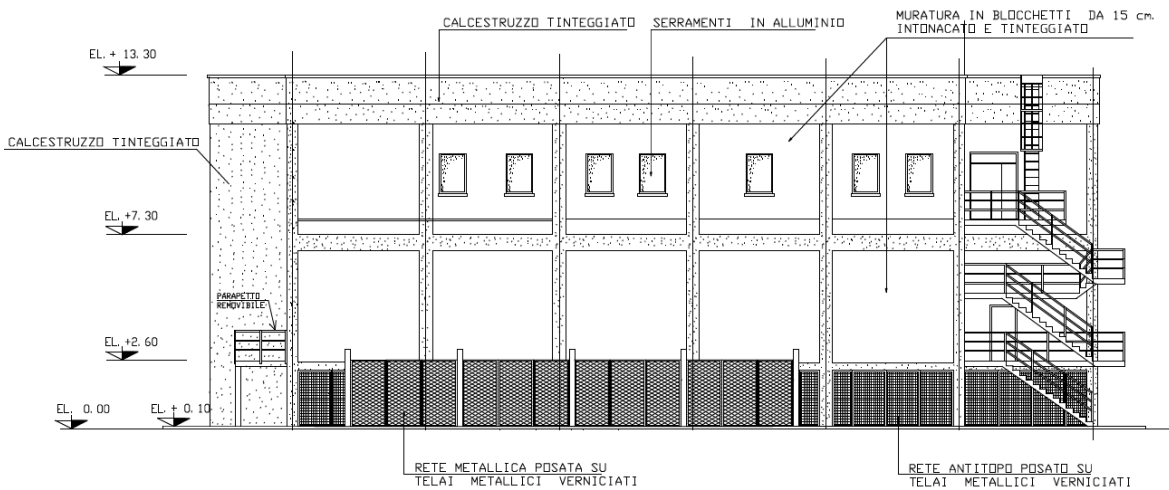 CALCESTRUZZO TINTEGGIATO
SERRAMENTI IN ALLUMINIO
MURATURA IN BLOCCHETTI DA 15 cm.
INTONACATO E TINTEGGIATO
EL. + 13.30
CALCESTRUZZO TINTEGGIATO
EL. +7.30
PARAPETTO
REMOVIBILE
EL. +2.60
EL. 0.00
EL. + 0.10
RETE METALLICA POSATA SU
TELAI METALLICI VERNICIATI
RETE ANTITOPO POSATO SU
TELAI METALLICI VERNICIATI